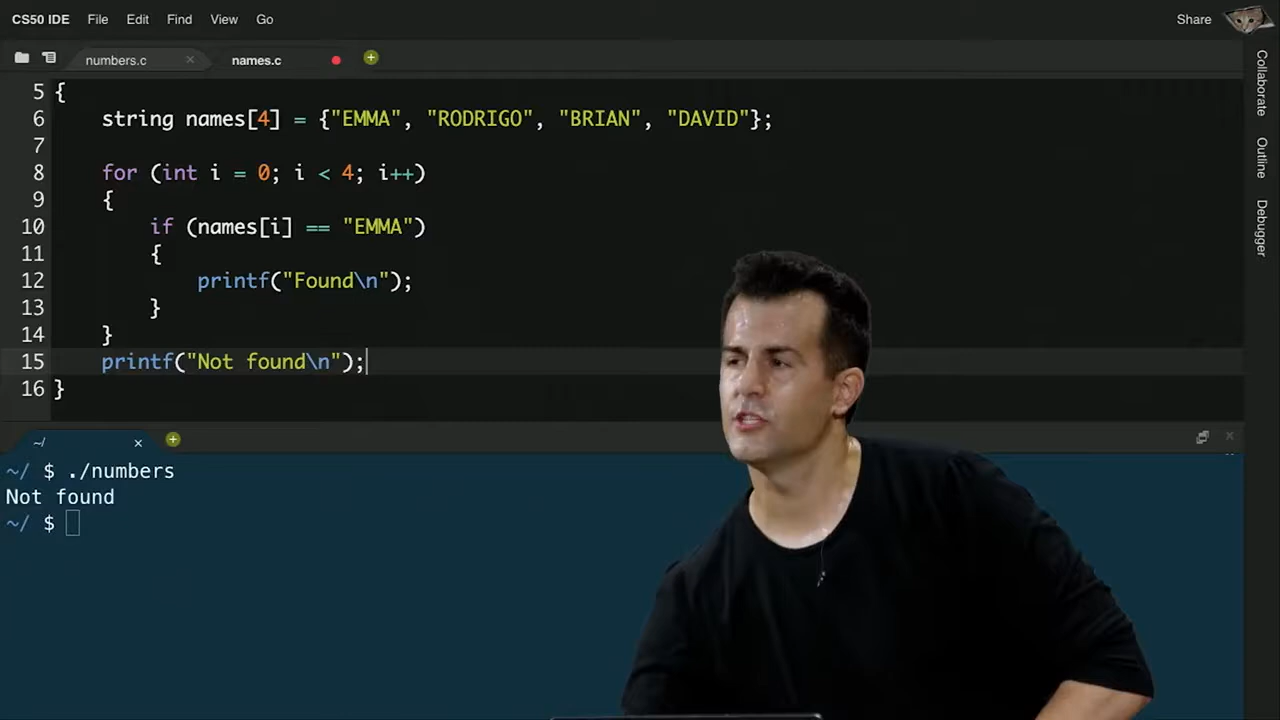 CS50 IDE File Edit Find View Go Share
numbers.c × names.c
5 {
6     string names[4] = {"EMMA", "RODRIGO", "BRIAN", "DAVID"};
7
8     for (int i = 0; i < 4; i++)
9     {
10         if (names[i] == "EMMA")
11         {
12             printf("Found\n");
13         }
14     }
15     printf("Not found\n");
16 }
~/ ×
~/ $ ./numbers
Not found
~/ $
Collaborate
Outline
Debugger